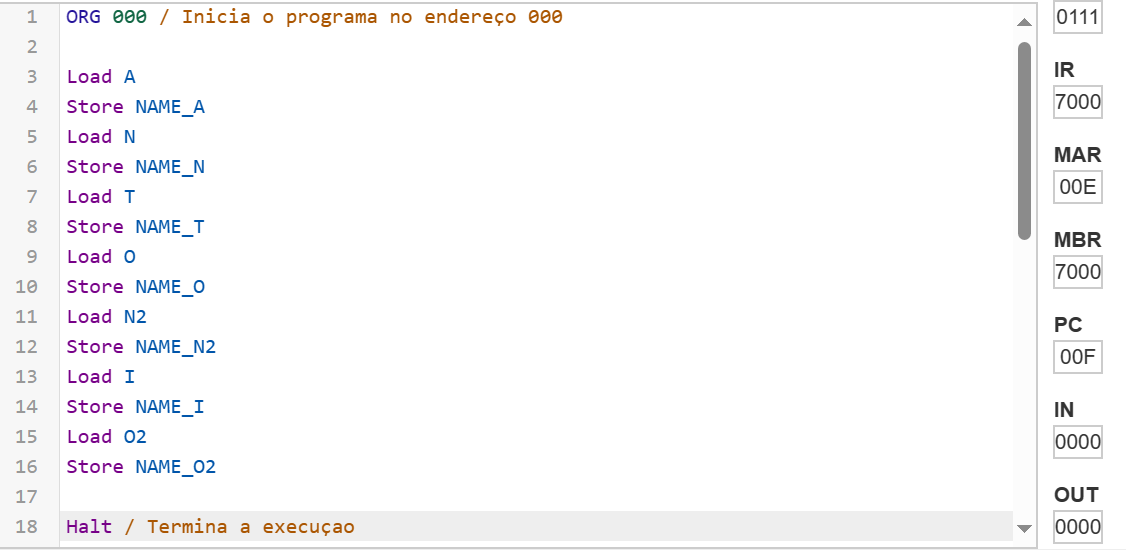 1 ORG 000 / Inicia o programa no endereço 000
2
3 Load A
4 Store NAME_A
5 Load N
6 Store NAME_N
7 Load T
8 Store NAME_T
9 Load O
10 Store NAME_O
11 Load N2
12 Store NAME_N2
13 Load I
14 Store NAME_I
15 Load O2
16 Store NAME_O2
17
18 Halt / Termina a execuçao
0111
IR
7000
MAR
00E
MBR
7000
PC
00F
IN
0000
OUT
0000